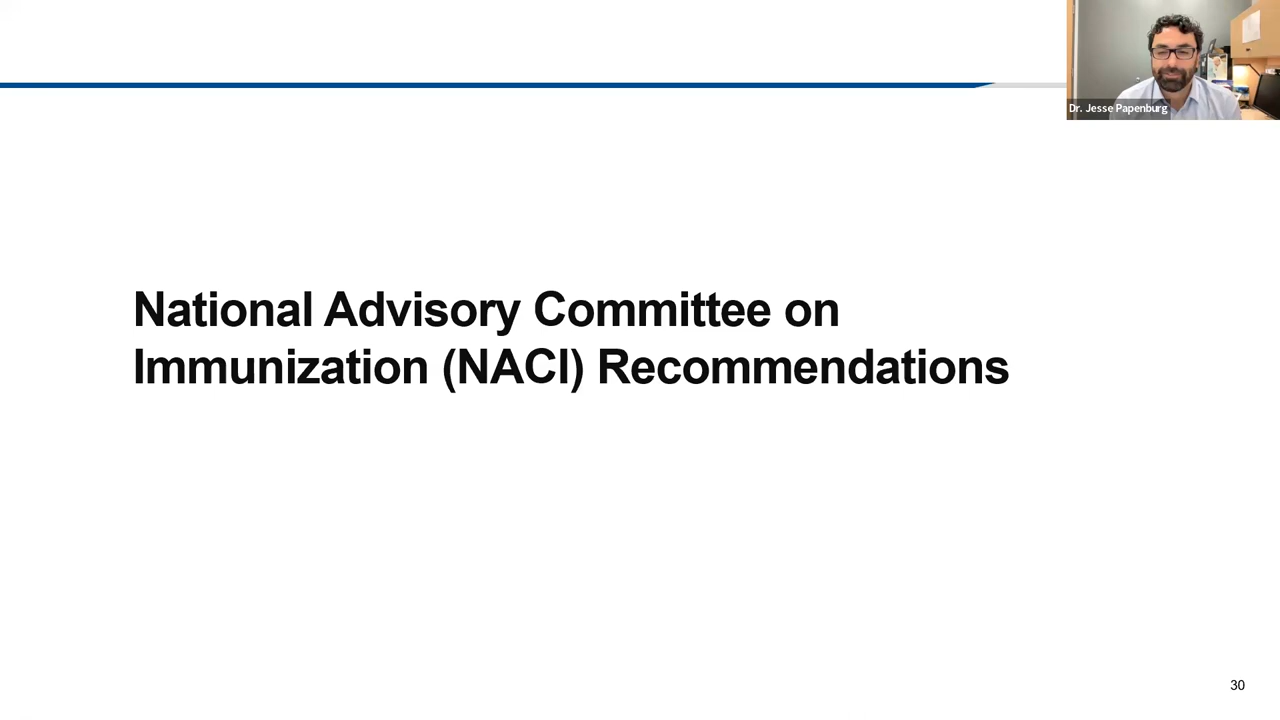 Dr. Jesse Papenburg
National Advisory Committee on
Immunization (NACI) Recommendations
30